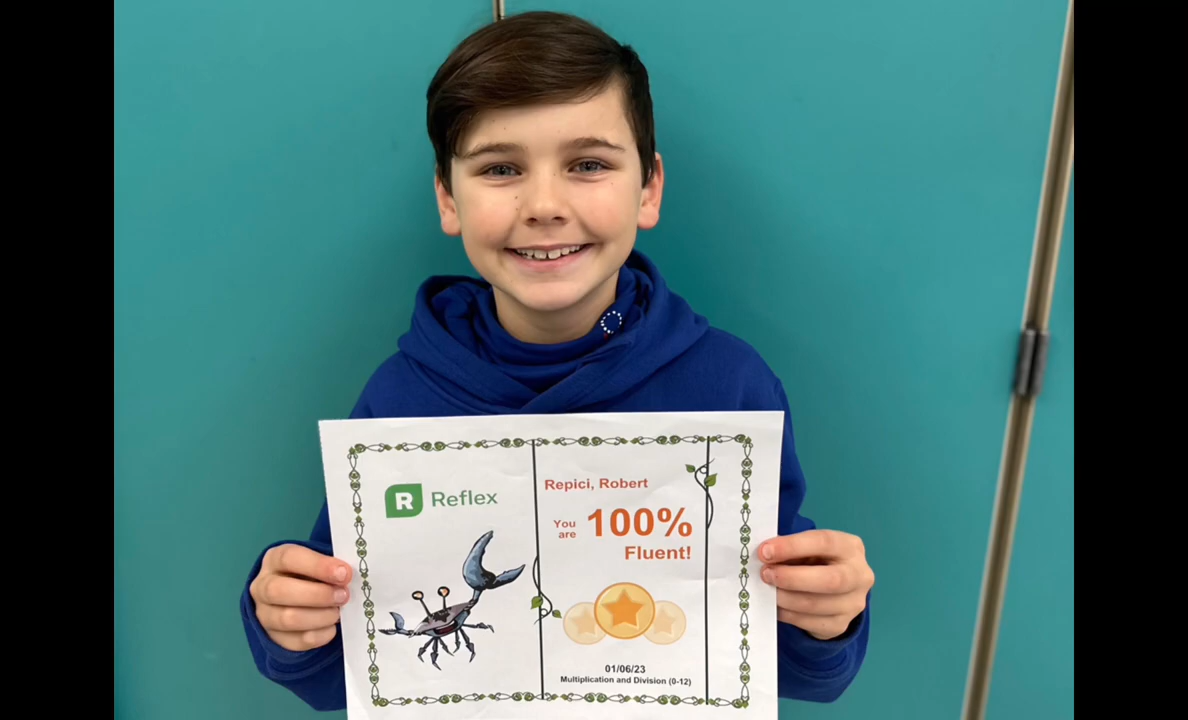 R Reflex
Repici, Robert
You
are
100%
Fluent!
01/06/23
Multiplication and Division (0-12)